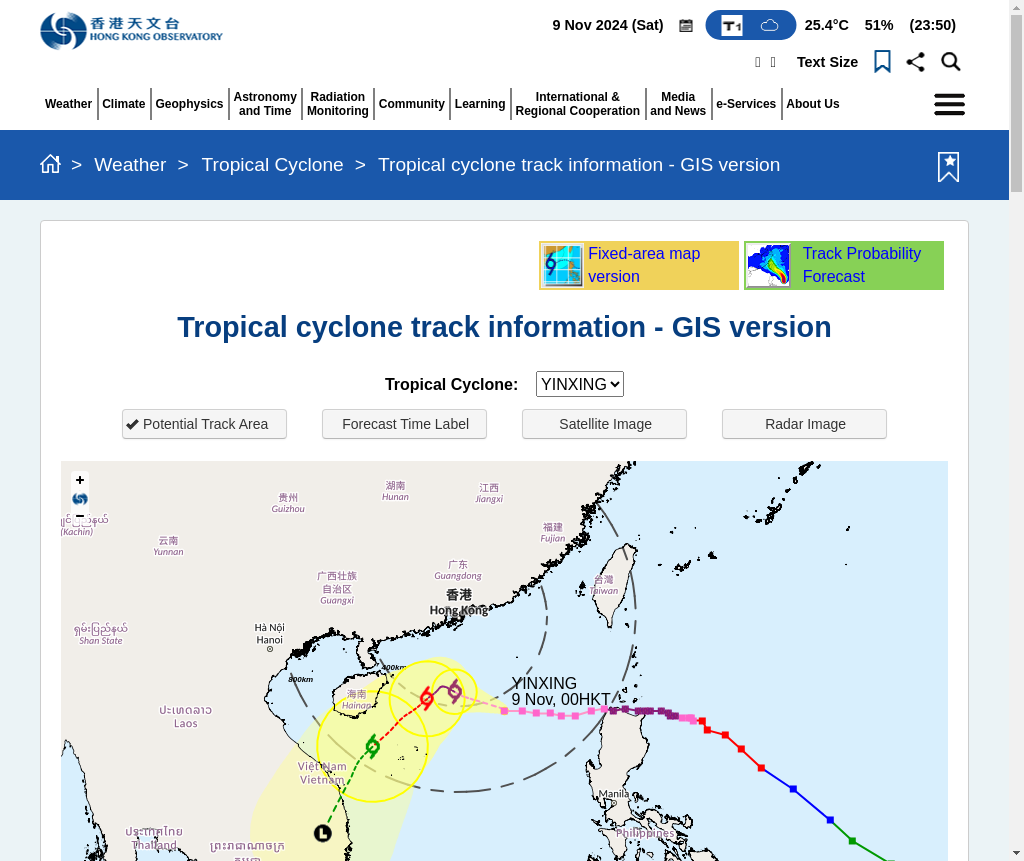 香港天文台
HONG KONG OBSERVATORY
9 Nov 2024 (Sat) T1 25.4°C 51% (23:50)
Text Size
Weather Climate Geophysics Astronomy and Time Radiation Monitoring Community Learning International & Regional Cooperation Media and News e-Services About Us
> Weather > Tropical Cyclone > Tropical cyclone track information - GIS version
Fixed-area map
version
Track Probability
Forecast
Tropical cyclone track information - GIS version
Tropical Cyclone: YINXING
Potential Track Area Forecast Time Label Satellite Image Radar Image
+
−
(Kachin)
云南
Yunnan
贵州
Guizhou
湖南
Hunan
江西
Jiangxi
福建
Fujian
广东
Guangdong
广西壮族
自治区
Guangxi
香港
Hong Kong
台灣
Taiwan
ရှမ်းပြည်နယ်
Shan State
Hà Nội
Hanoi
400km
800km
海南
Hainan
YINXING
9 Nov, 00HKT
ປະເທດລາວ
Laos
Việt Nam
Vietnam
Manila
Philippines
ประเทศไทย
Thailand
L